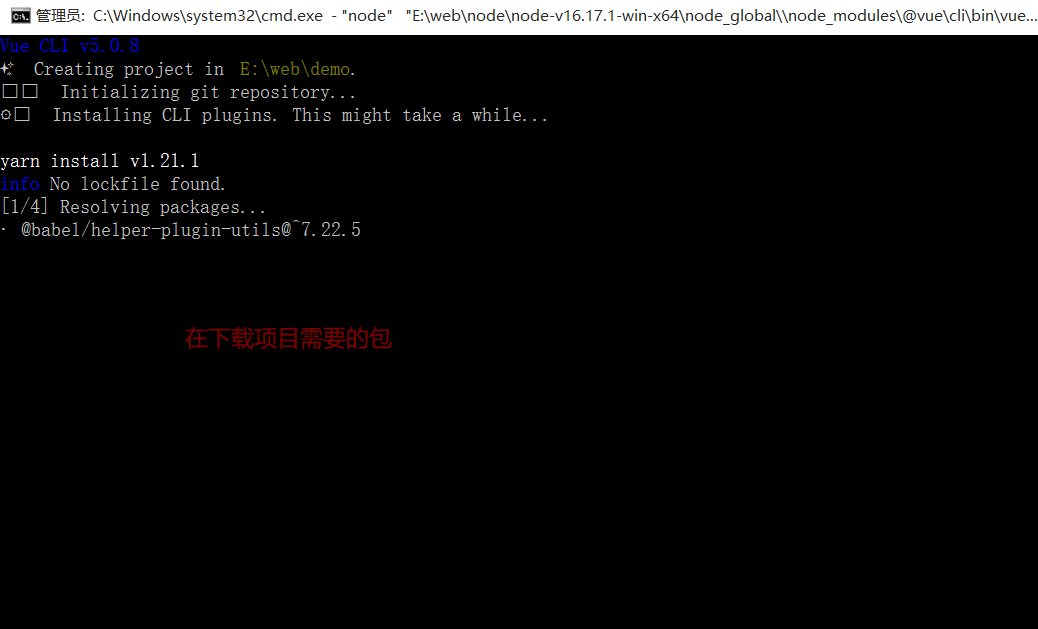 管理员: C:\Windows\system32\cmd.exe - "node" "E:\web\node\node-v16.17.1-win-x64\node_global\\node_modules\@vue\cli\bin\vue...
Vue CLI v5.0.8
✨ Creating project in E:\web\demo.
□□ Initializing git repository...
⚙□ Installing CLI plugins. This might take a while...
yarn install v1.21.1
info No lockfile found.
[1/4] Resolving packages...
· @babel/helper-plugin-utils@^7.22.5
在下载项目需要的包